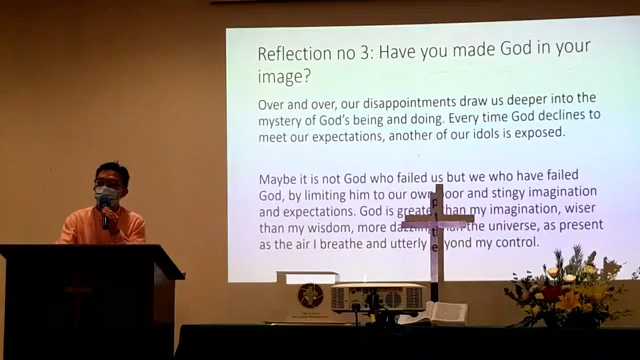 Reflection no 3: Have you made God in your
image?
Over and over, our disappointments draw us deeper into the
mystery of God's being and doing. Every time God declines to
meet our expectations, another of our idols is exposed.
Maybe it is not God who failed us but we who have failed
God, by limiting him to our own poor and stingy imagination
and expectations. God is greater than my imagination, wiser
than my wisdom, more than the universe, as present
as the air I breathe and utterly beyond my control.